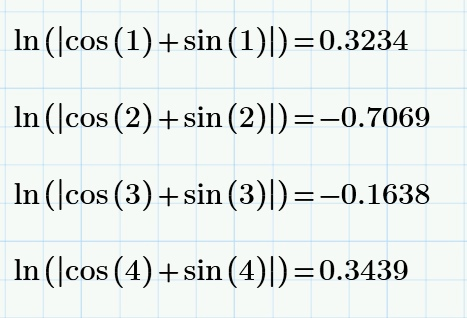 ln(|cos(1)+sin(1)|)=0.3234
ln(|cos(2)+sin(2)|)=−0.7069
ln(|cos(3)+sin(3)|)=−0.1638
ln(|cos(4)+sin(4)|)=0.3439